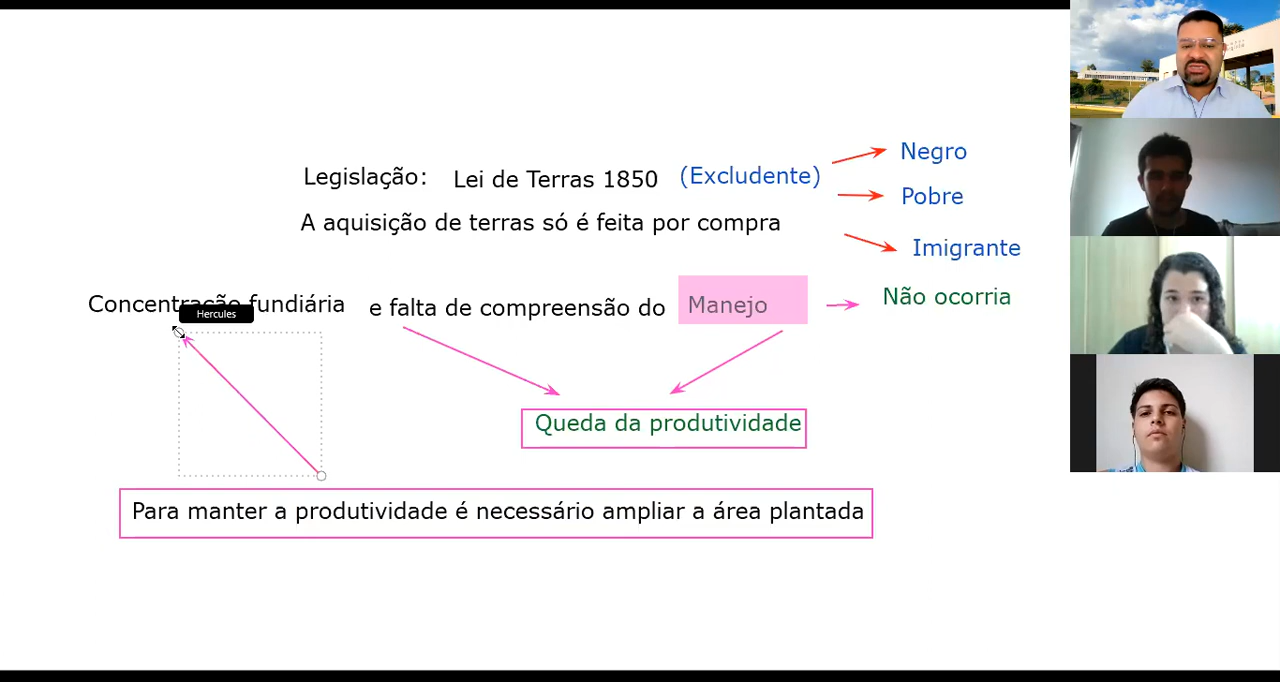 Negro
Legislação: Lei de Terras 1850 (Excludente)
Pobre
A aquisição de terras só é feita por compra
Imigrante
Concentração fundiária e falta de compreensão do Manejo Não ocorria
Hercules
Queda da produtividade
Para manter a produtividade é necessário ampliar a área plantada